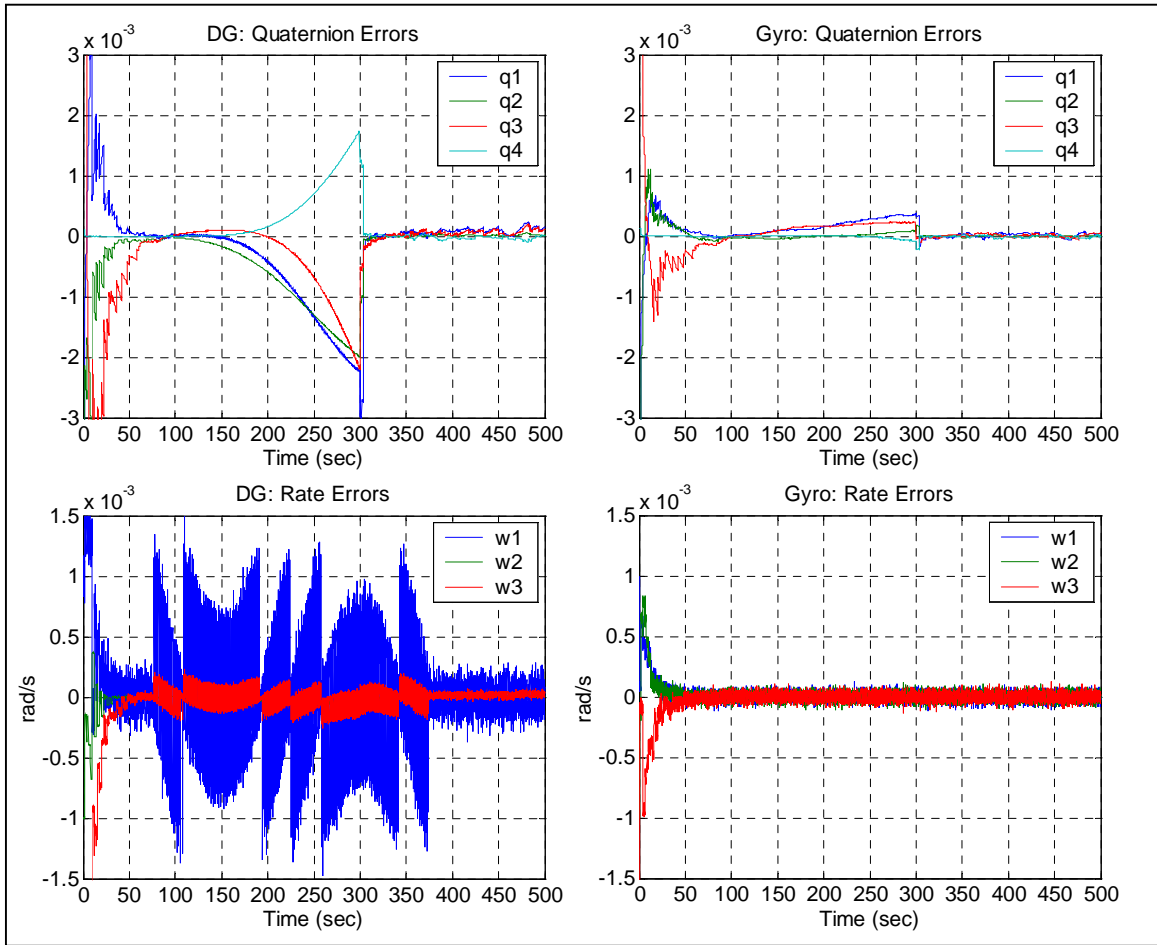 DG: Quaternion Errors
x 10-3
3
2
1
0
-1
-2
-3
0 50 100 150 200 250 300 350 400 450 500
Time (sec)
q1
q2
q3
q4
Gyro: Quaternion Errors
x 10-3
3
2
1
0
-1
-2
-3
0 50 100 150 200 250 300 350 400 450 500
Time (sec)
q1
q2
q3
q4
DG: Rate Errors
x 10-3
1.5
1
0.5
0
-0.5
-1
-1.5
rad/s
0 50 100 150 200 250 300 350 400 450 500
Time (sec)
w1
w2
w3
Gyro: Rate Errors
x 10-3
1.5
1
0.5
0
-0.5
-1
-1.5
rad/s
0 50 100 150 200 250 300 350 400 450 500
Time (sec)
w1
w2
w3